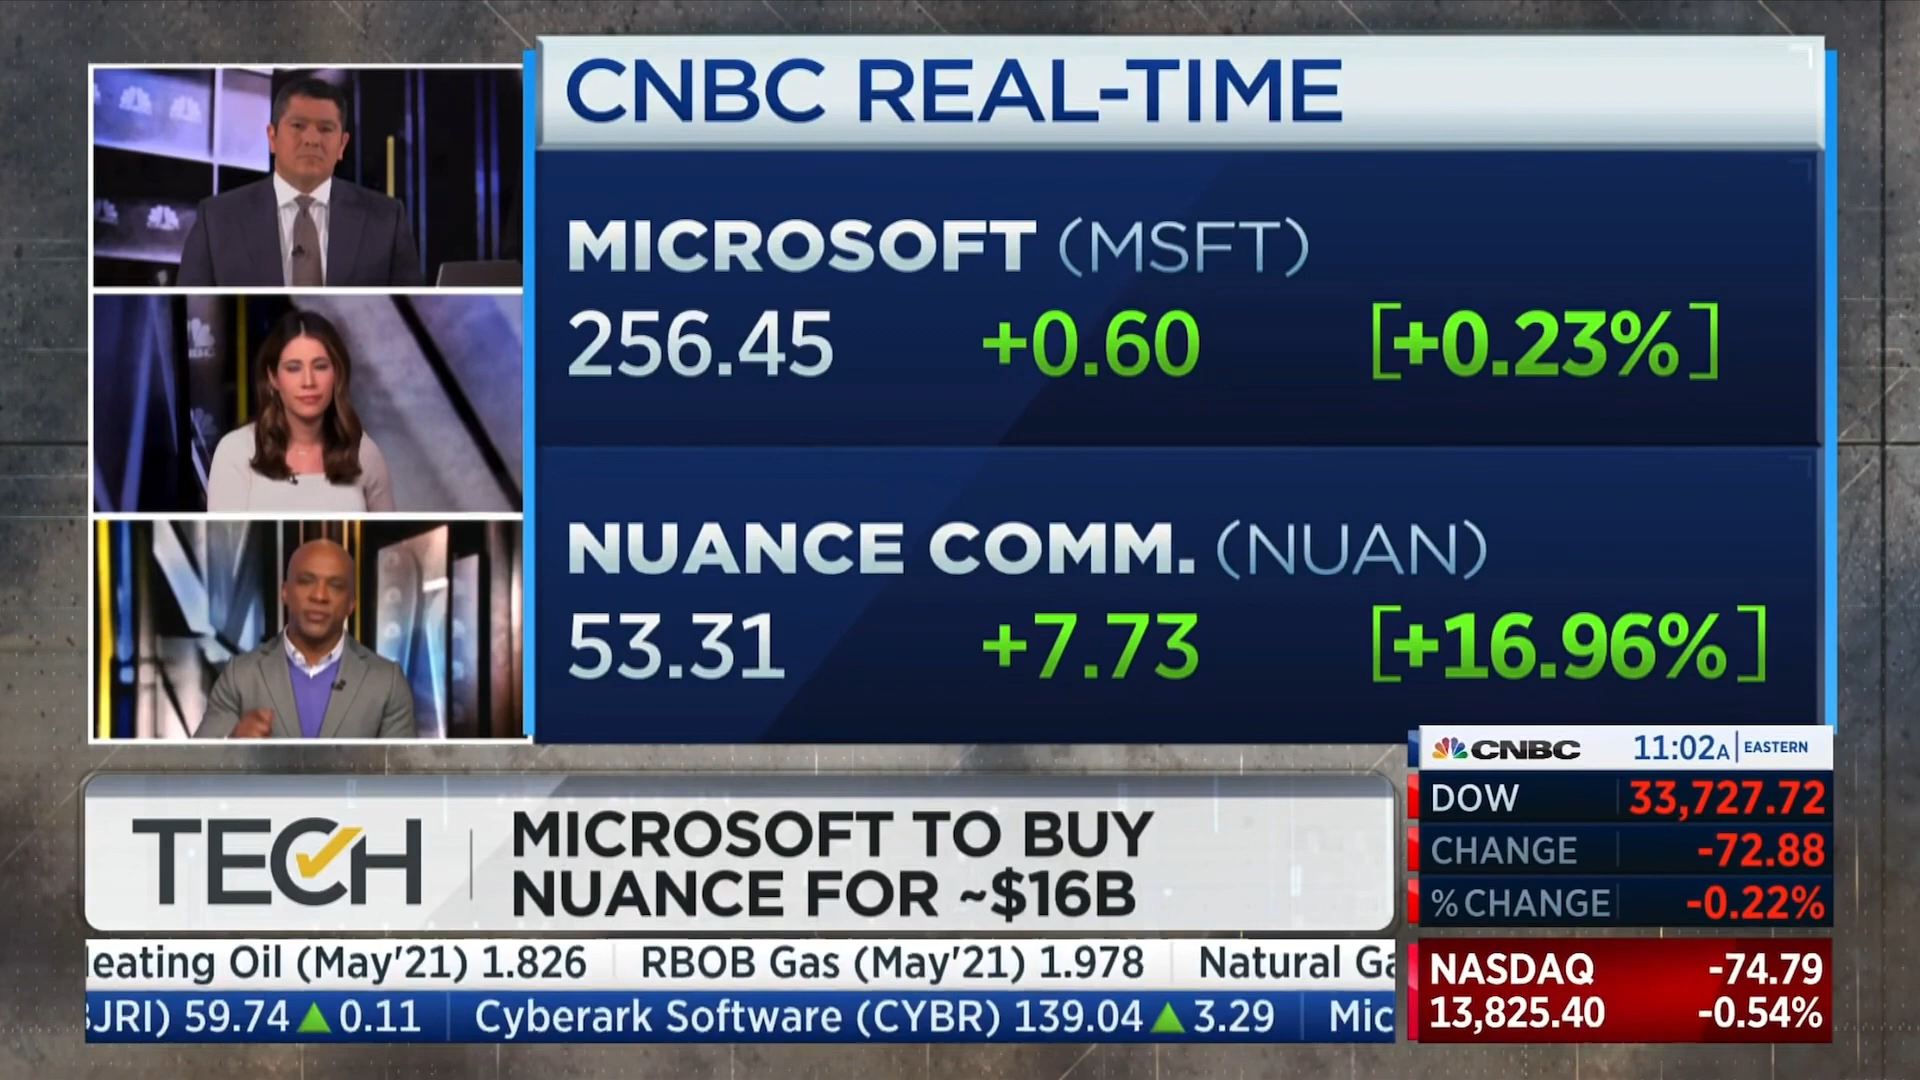 CNBC REAL-TIME
MICROSOFT (MSFT)
256.45 +0.60 [+0.23%]
NUANCE COMM. (NUAN)
53.31 +7.73 [+16.96%]
CNBC 11:02A EASTERN
DOW 33,727.72
CHANGE -72.88
% CHANGE -0.22%
TECH
MICROSOFT TO BUY
NUANCE FOR ~$16B
eating Oil (May'21) 1.826 RBOB Gas (May'21) 1.978 Natural Ga
JRI) 59.74 ▲ 0.11 Cyberark Software (CYBR) 139.04 ▲ 3.29 Mic
NASDAQ -74.79
13,825.40 -0.54%